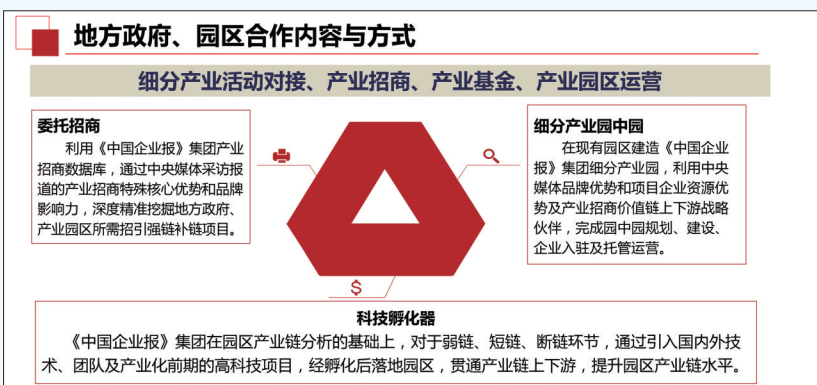 地方政府、园区合作内容与方式
细分产业活动对接、产业招商、产业基金、产业园区运营
委托招商
利用《中国企业报》集团产业
招商数据库，通过中央媒体采访报
道的产业招商特殊核心优势和品牌
影响力，深度精准挖掘地方政府、
产业园区所需招引强链补链项目。
细分产业园中园
在现有园区建造《中国企业
报》集团细分产业园，利用中央
媒体品牌优势和项目企业资源优
势及产业招商价值链上下游战略
伙伴，完成园中园规划、建设、
企业入驻及托管运营。
$
科技孵化器
《中国企业报》集团在园区产业链分析的基础上，对于弱链、短链、断链环节，通过引入国内外技
术、团队及产业化前期的高科技项目，经孵化后落地园区，贯通产业链上下游，提升园区产业链水平。